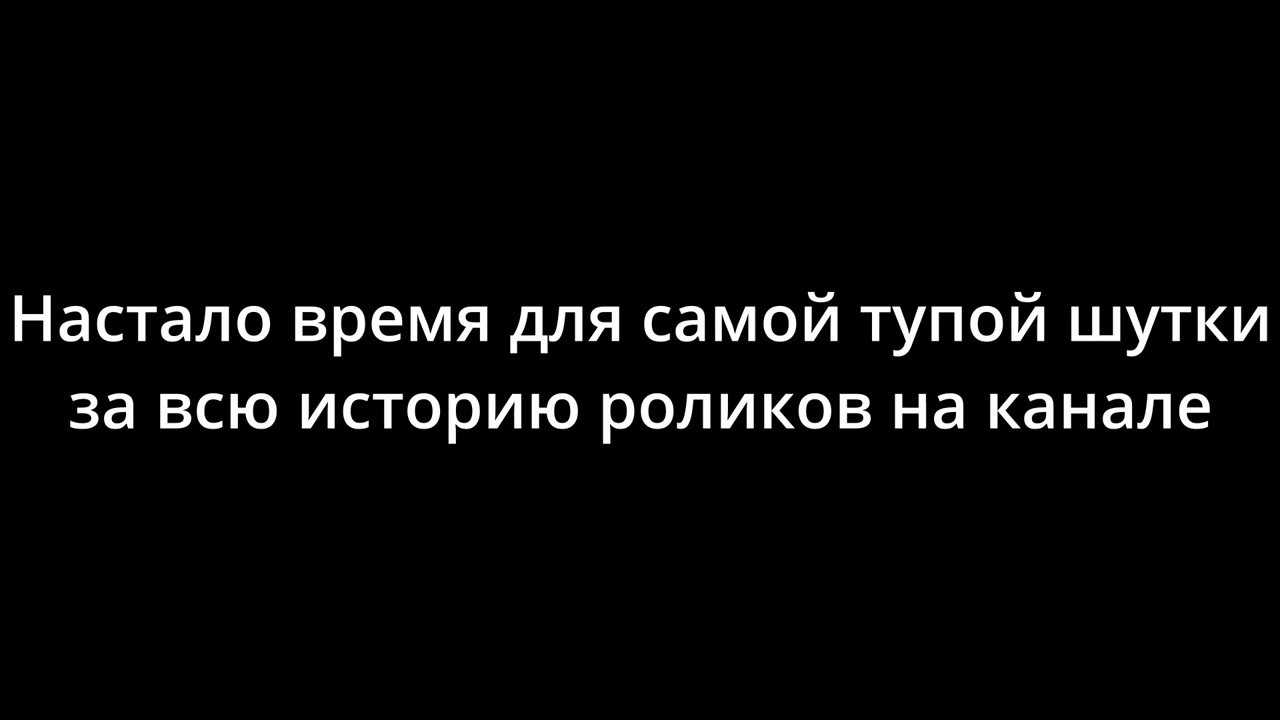 Настало время для самой тупой шутки
за всю историю роликов на канале